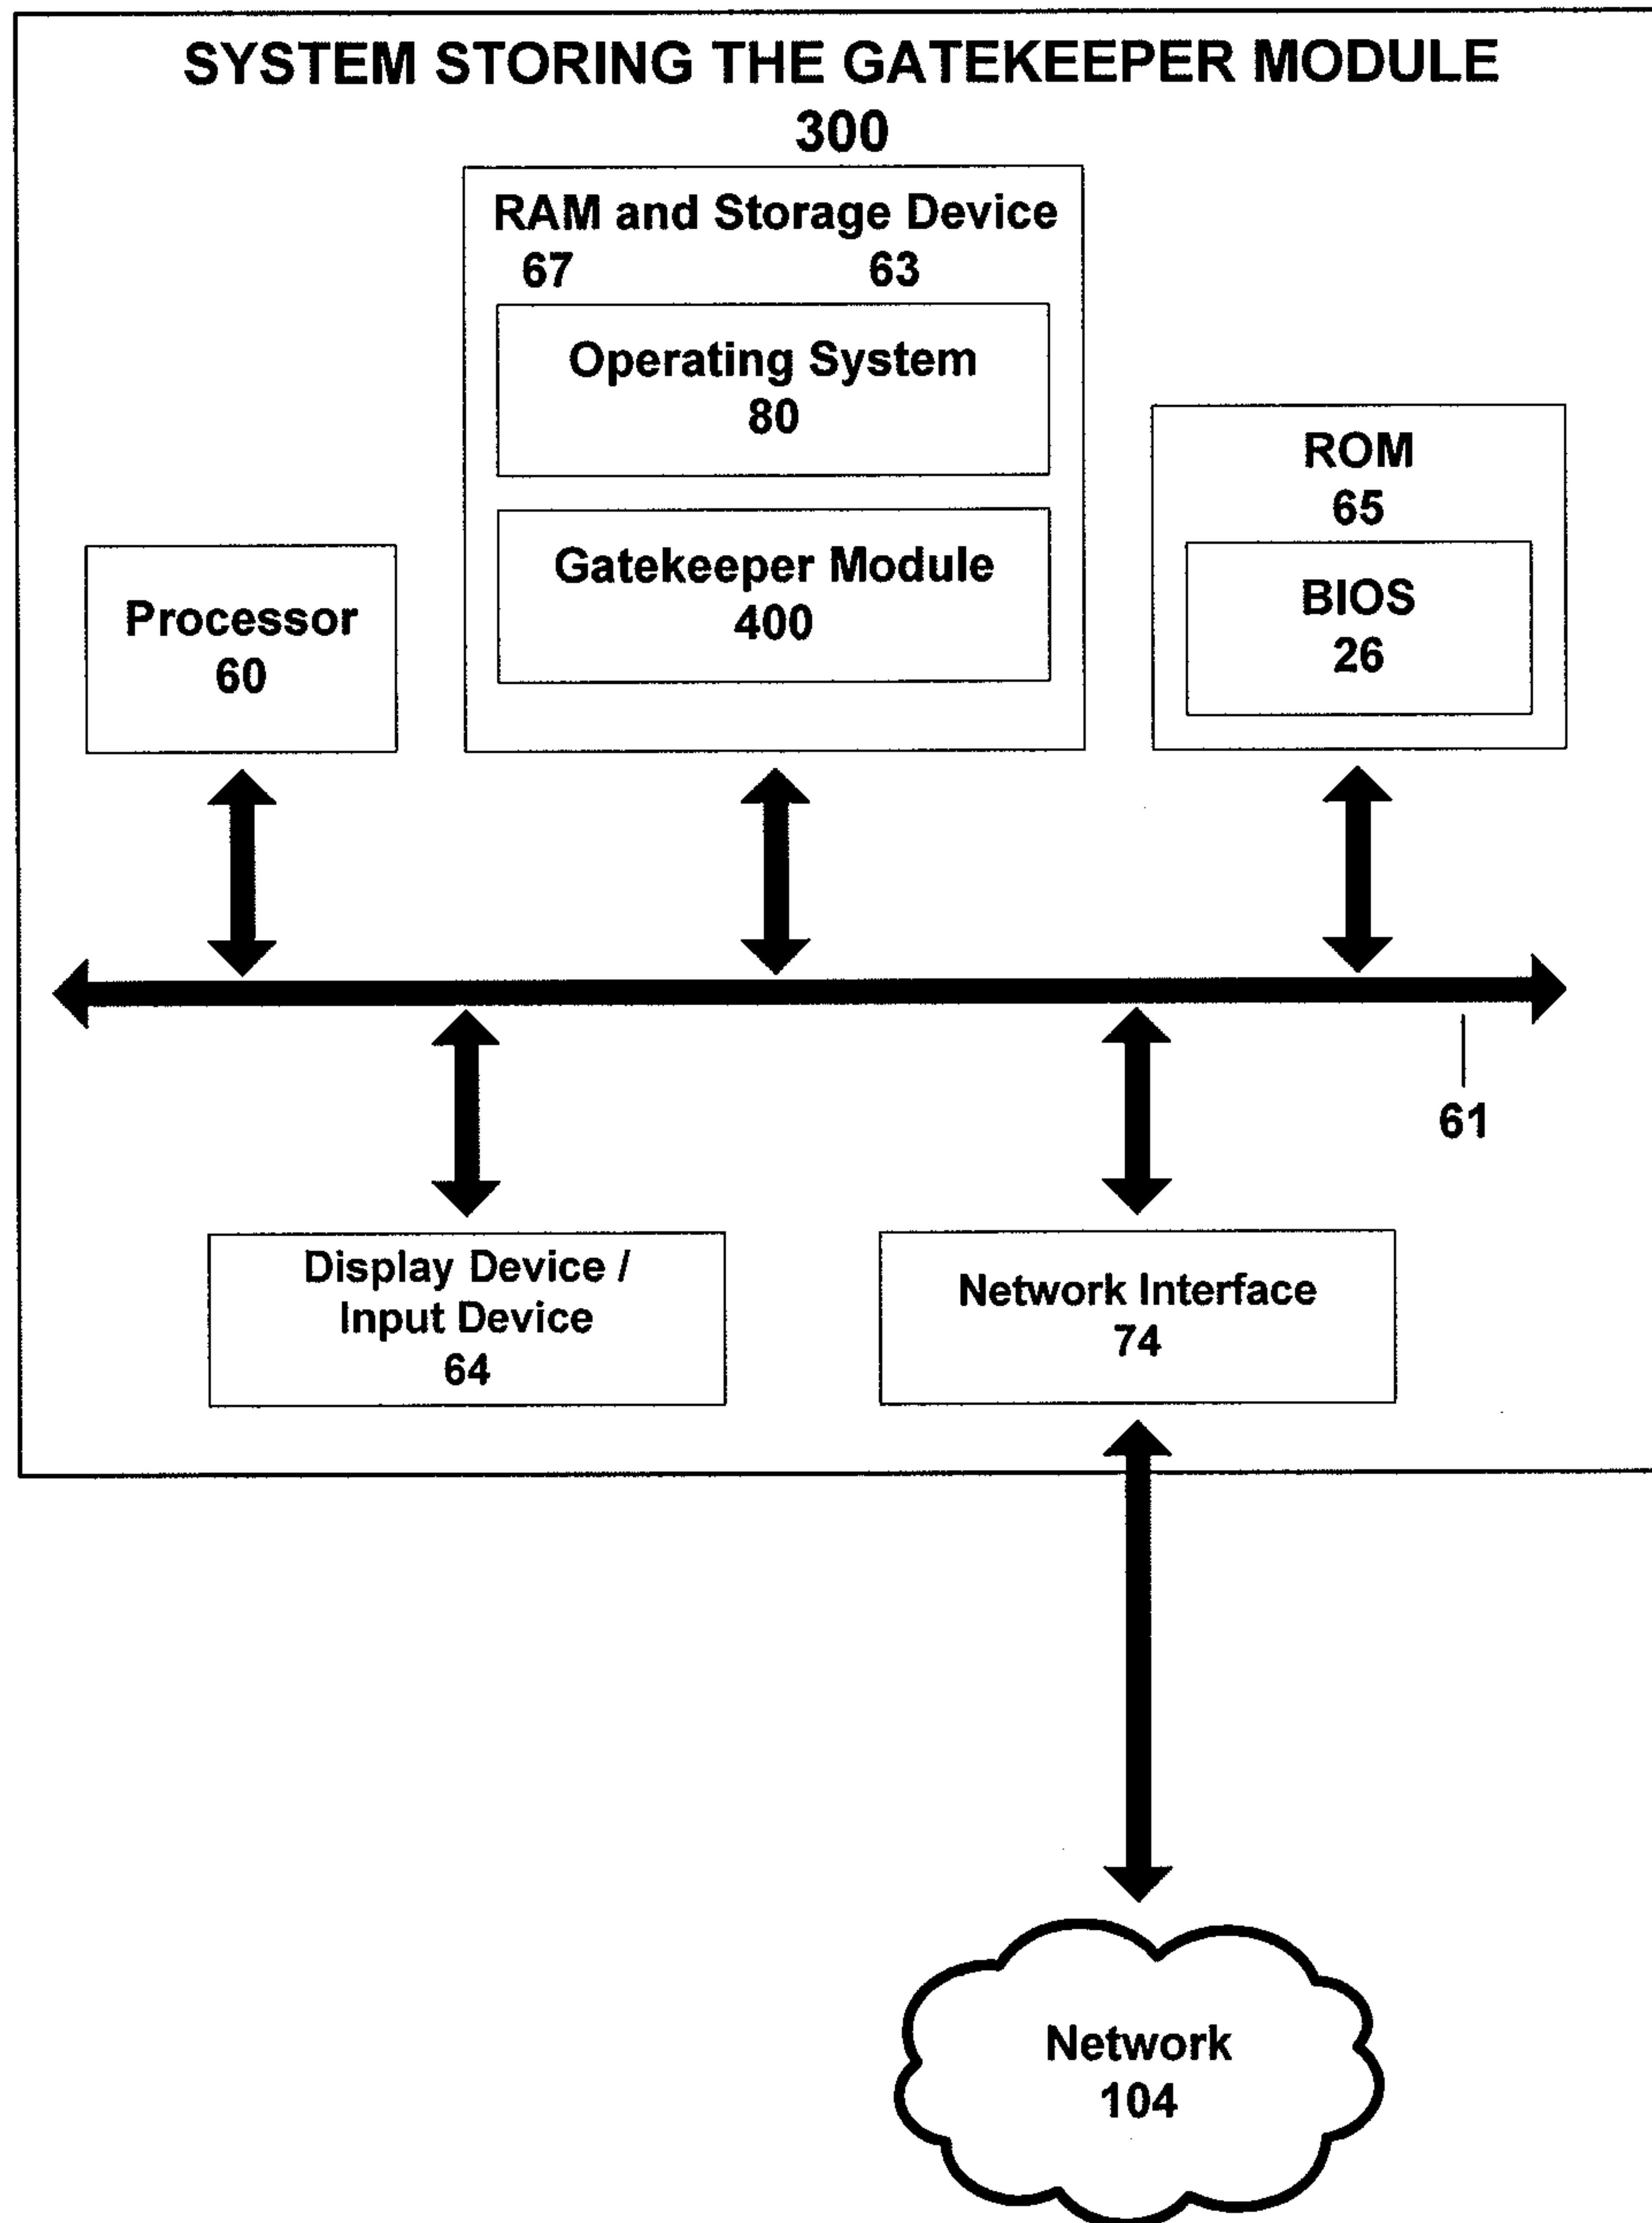 SYSTEM STORING THE GATEKEEPER MODULE
300
RAM and Storage Device
67 63
Operating System
80
Gatekeeper Module
400
ROM
65
BIOS
26
Processor
60
61
Display Device /
Input Device
64
Network Interface
74
Network
104